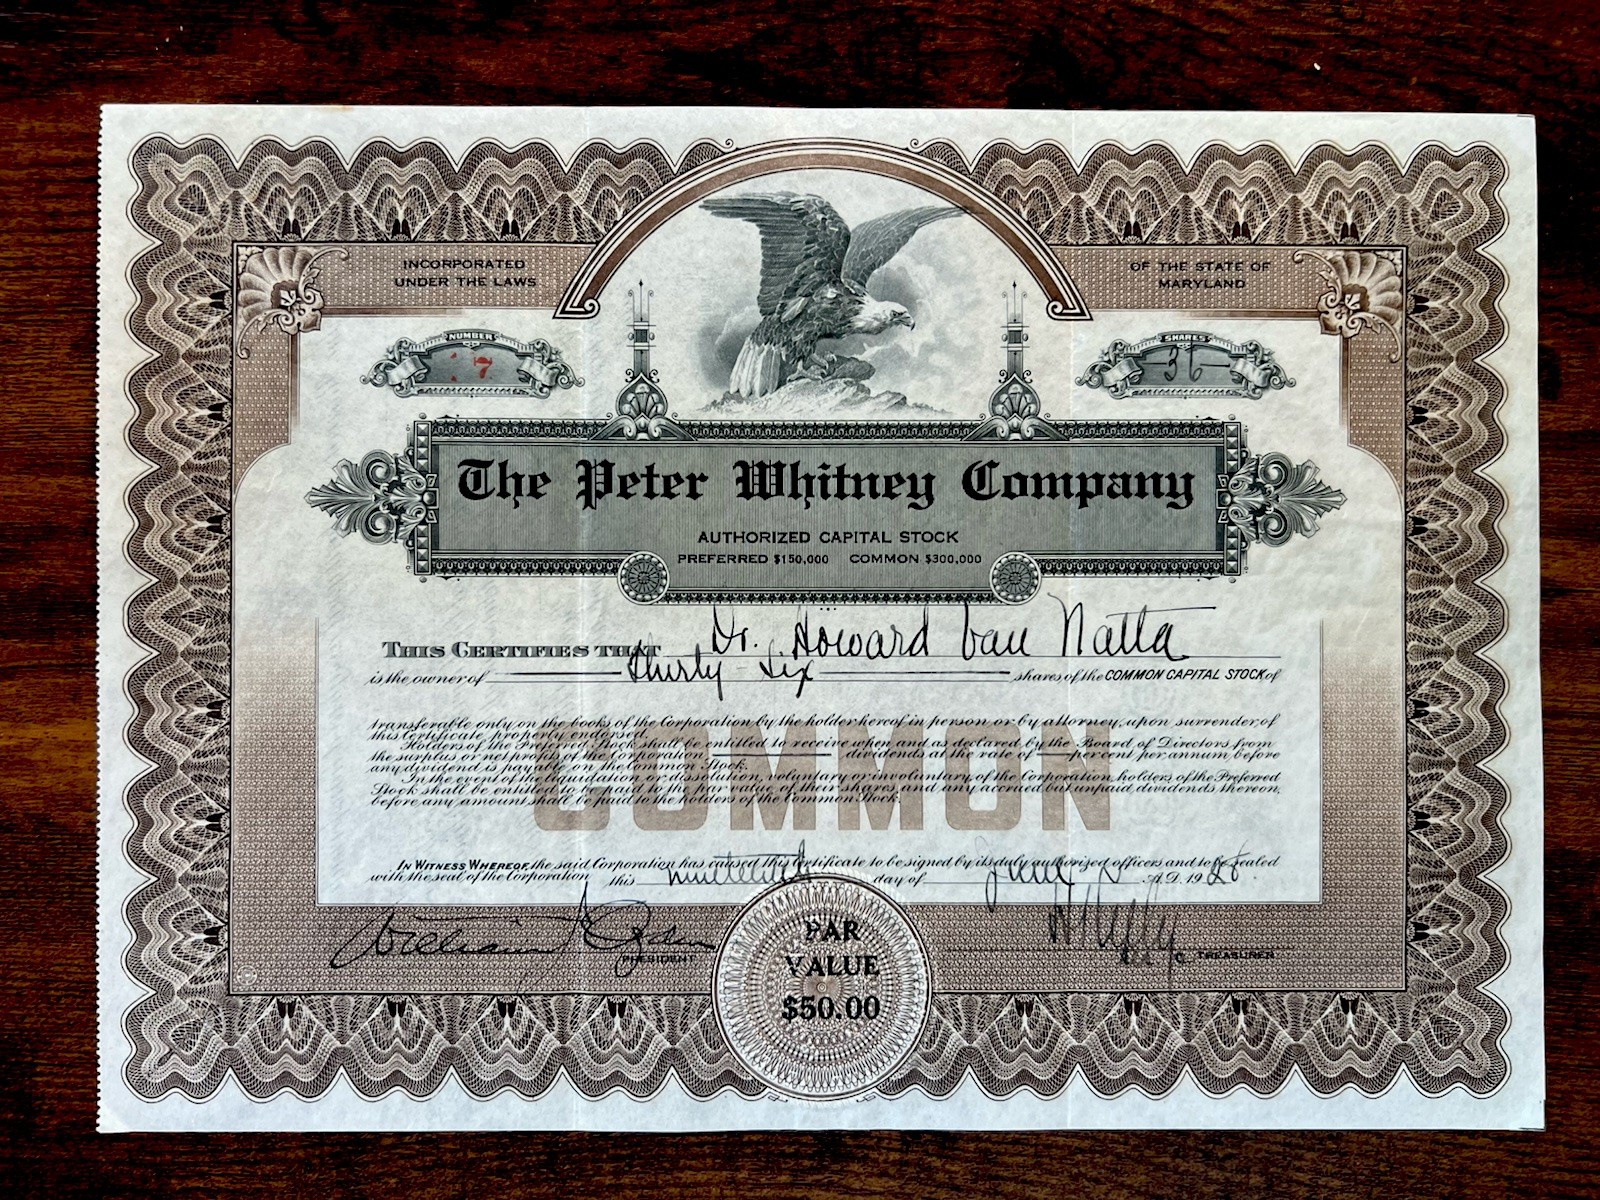 INCORPORATED
UNDER THE LAWS
OF THE STATE OF
MARYLAND
NUMBER
7
SHARES
36
The Peter Whitney Company
AUTHORIZED CAPITAL STOCK
PREFERRED $150,000 COMMON $300,000
THIS CERTIFIES THAT Dr. Howard Van Natta
is the owner of Thirty-Six shares of the COMMON CAPITAL STOCK of
transferable only on the books of the Corporation by the holder hereof in person or by attorney, upon surrender of
this Certificate properly endorsed.
Holders of the Preferred Stock shall be entitled to receive when and as declared by the Board of Directors from
the surplus or net profits of the Corporation, dividends at the rate of per cent per annum, before
any dividend is payable on the Common Stock.
In the event of the liquidation or dissolution, voluntary or involuntary, of the Corporation, holders of the Preferred
Stock shall be entitled to be paid to the par value of their shares and any accrued but unpaid dividends thereon,
before any amount shall be paid to the holders of the Common Stock.
COMMON
IN WITNESS WHEREOF, the said Corporation has caused this Certificate to be signed by its duly authorized officers and to be sealed
with the seal of the Corporation this nineteenth day of June A.D. 19
William
PRESIDENT
TREASURER
PAR
VALUE
$50.00